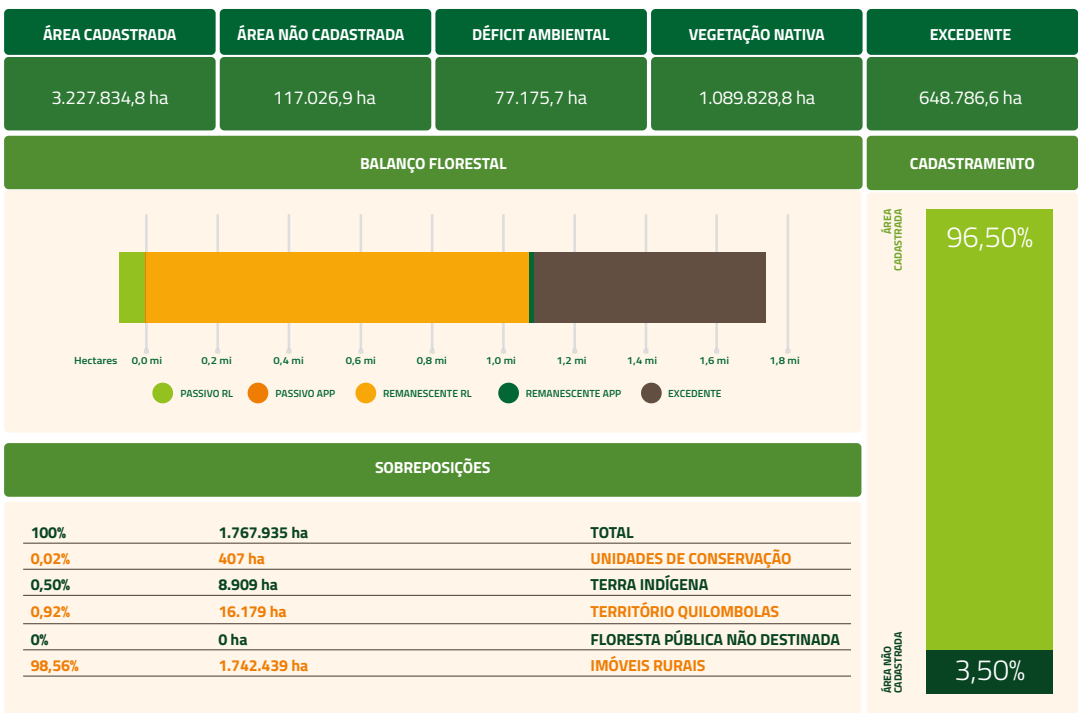 ÁREA CADASTRADA
ÁREA NÃO CADASTRADA
DÉFICIT AMBIENTAL
VEGETAÇÃO NATIVA
EXCEDENTE
3.227.834,8 ha
117.026,9 ha
77.175,7 ha
1.089.828,8 ha
648.786,6 ha
BALANÇO FLORESTAL
Hectares 0,0 mi 0,2 mi 0,4 mi 0,6 mi 0,8 mi 1,0 mi 1,2 mi 1,4 mi 1,6 mi 1,8 mi
PASSIVO RL PASSIVO APP REMANESCENTE RL REMANESCENTE APP EXCEDENTE
CADASTRAMENTO
ÁREA
CADASTRADA
96,50%
ÁREA NÃO
CADASTRADA
3,50%
SOBREPOSIÇÕES
100% 1.767.935 ha TOTAL
0,02% 407 ha UNIDADES DE CONSERVAÇÃO
0,50% 8.909 ha TERRA INDÍGENA
0,92% 16.179 ha TERRITÓRIO QUILOMBOLAS
0% 0 ha FLORESTA PÚBLICA NÃO DESTINADA
98,56% 1.742.439 ha IMÓVEIS RURAIS